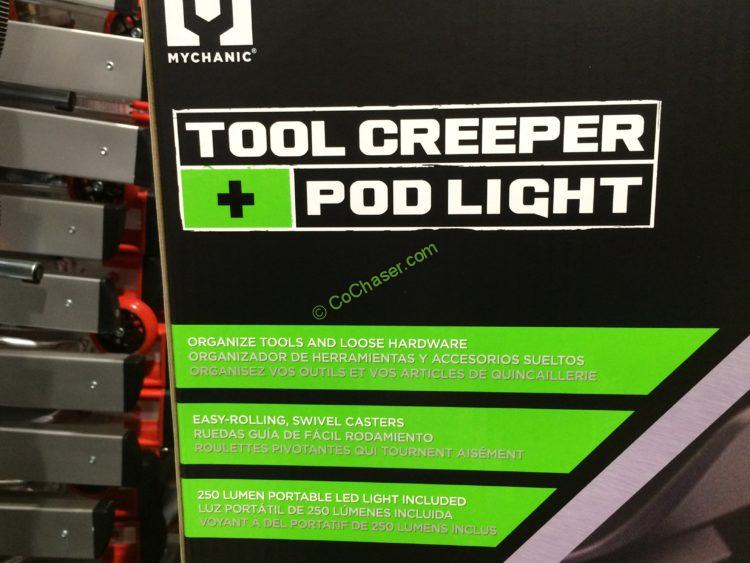 MYCHANIC®
TOOL CREEPER
+ POD LIGHT
© CoChaser.com
ORGANIZE TOOLS AND LOOSE HARDWARE
ORGANIZADOR DE HERRAMIENTAS Y ACCESORIOS SUELTOS
ORGANISEZ VOS OUTILS ET VOS ARTICLES DE QUINCAILLERIE
EASY-ROLLING, SWIVEL CASTERS
RUEDAS GUÍA DE FÁCIL RODAMIENTO
ROULETTES PIVOTANTES QUI TOURNENT AISÉMENT
250 LUMEN PORTABLE LED LIGHT INCLUDED
LUZ PORTÁTIL DE 250 LÚMENES INCLUIDA
VOYANT À DEL PORTATIF DE 250 LUMENS INCLUS